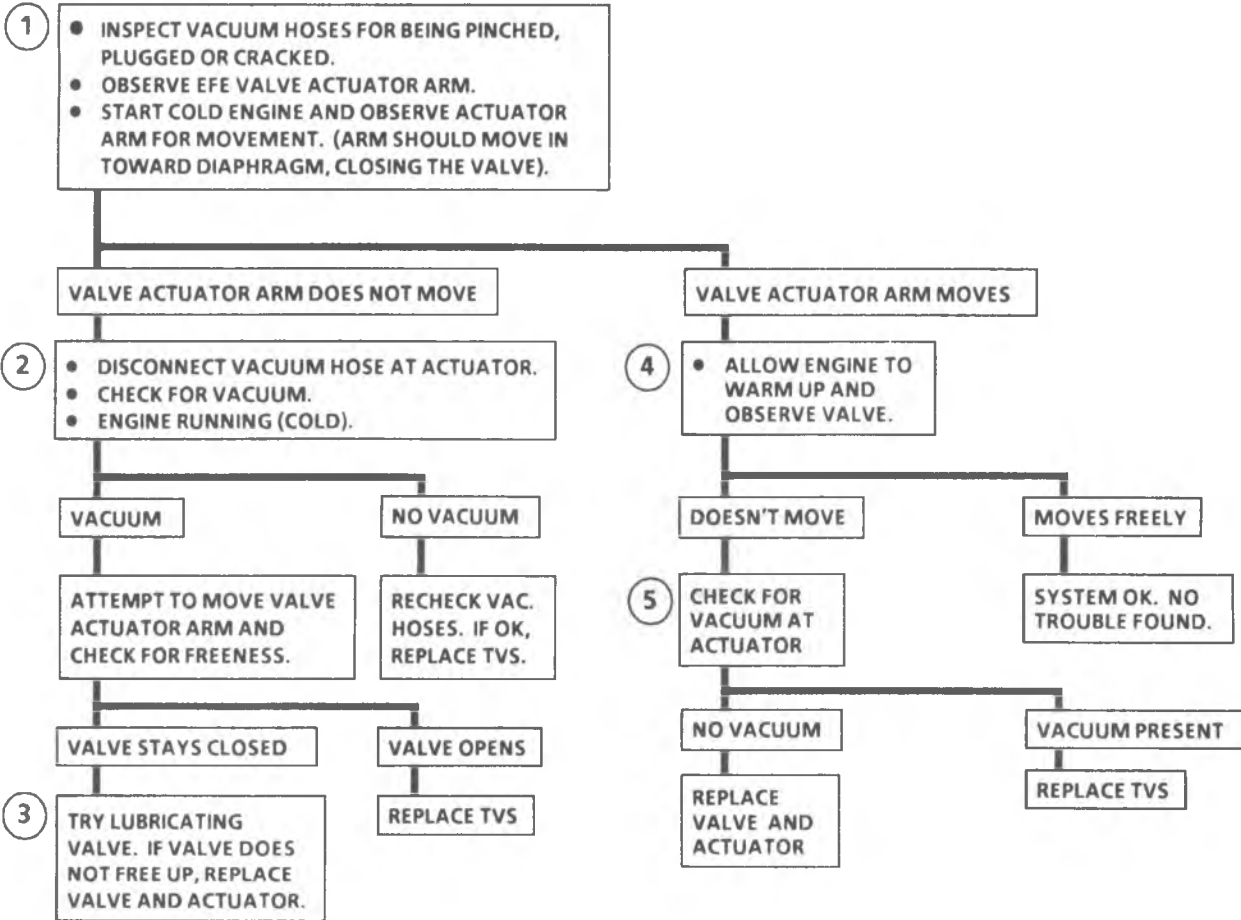 1
● INSPECT VACUUM HOSES FOR BEING PINCHED,
PLUGGED OR CRACKED.
● OBSERVE EFE VALVE ACTUATOR ARM.
● START COLD ENGINE AND OBSERVE ACTUATOR
ARM FOR MOVEMENT. (ARM SHOULD MOVE IN
TOWARD DIAPHRAGM, CLOSING THE VALVE).
VALVE ACTUATOR ARM DOES NOT MOVE
2
● DISCONNECT VACUUM HOSE AT ACTUATOR.
● CHECK FOR VACUUM.
● ENGINE RUNNING (COLD).
VACUUM
ATTEMPT TO MOVE VALVE
ACTUATOR ARM AND
CHECK FOR FREENESS.
VALVE STAYS CLOSED
3
TRY LUBRICATING
VALVE. IF VALVE DOES
NOT FREE UP, REPLACE
VALVE AND ACTUATOR.
VALVE OPENS
REPLACE TVS
NO VACUUM
RECHECK VAC.
HOSES. IF OK,
REPLACE TVS.
VALVE ACTUATOR ARM MOVES
4
● ALLOW ENGINE TO
WARM UP AND
OBSERVE VALVE.
DOESN'T MOVE
5
CHECK FOR
VACUUM AT
ACTUATOR
NO VACUUM
REPLACE
VALVE AND
ACTUATOR
VACUUM PRESENT
REPLACE TVS
MOVES FREELY
SYSTEM OK. NO
TROUBLE FOUND.